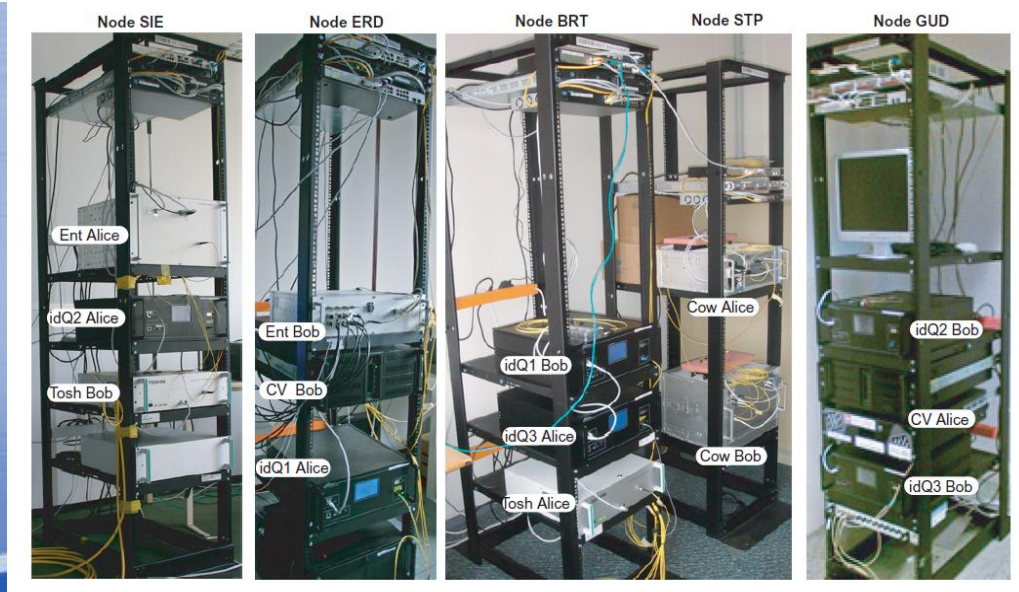 Node SIE
Node ERD
Node BRT
Node STP
Node GUD
Ent Alice
idQ2 Alice
Tosh Bob
TOSHIBA
Ent Bob
CV Bob
idQ1 Alice
idQ1 Bob
idQ3 Alice
Tosh Alice
Cow Alice
Cow Bob
idQ2 Bob
CV Alice
idQ3 Bob